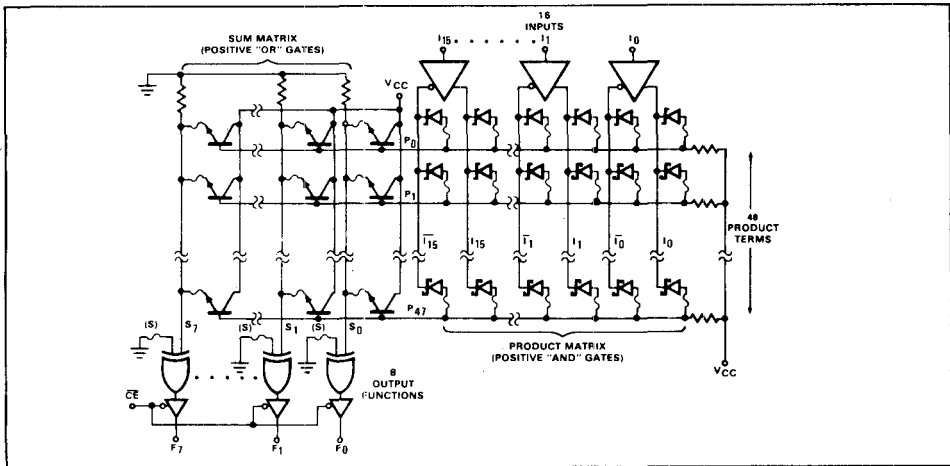 16
INPUTS
I15 I1 I0
SUM MATRIX
(POSITIVE "OR" GATES)
VCC
P0
P1
I15 I15 I1 I1 I0 I0
48
PRODUCT
TERMS
P47
S7 (S) S1 (S) S0
(S)
PRODUCT MATRIX
(POSITIVE "AND" GATES)
VCC
8
OUTPUT
FUNCTIONS
CE
F7 F1 F0